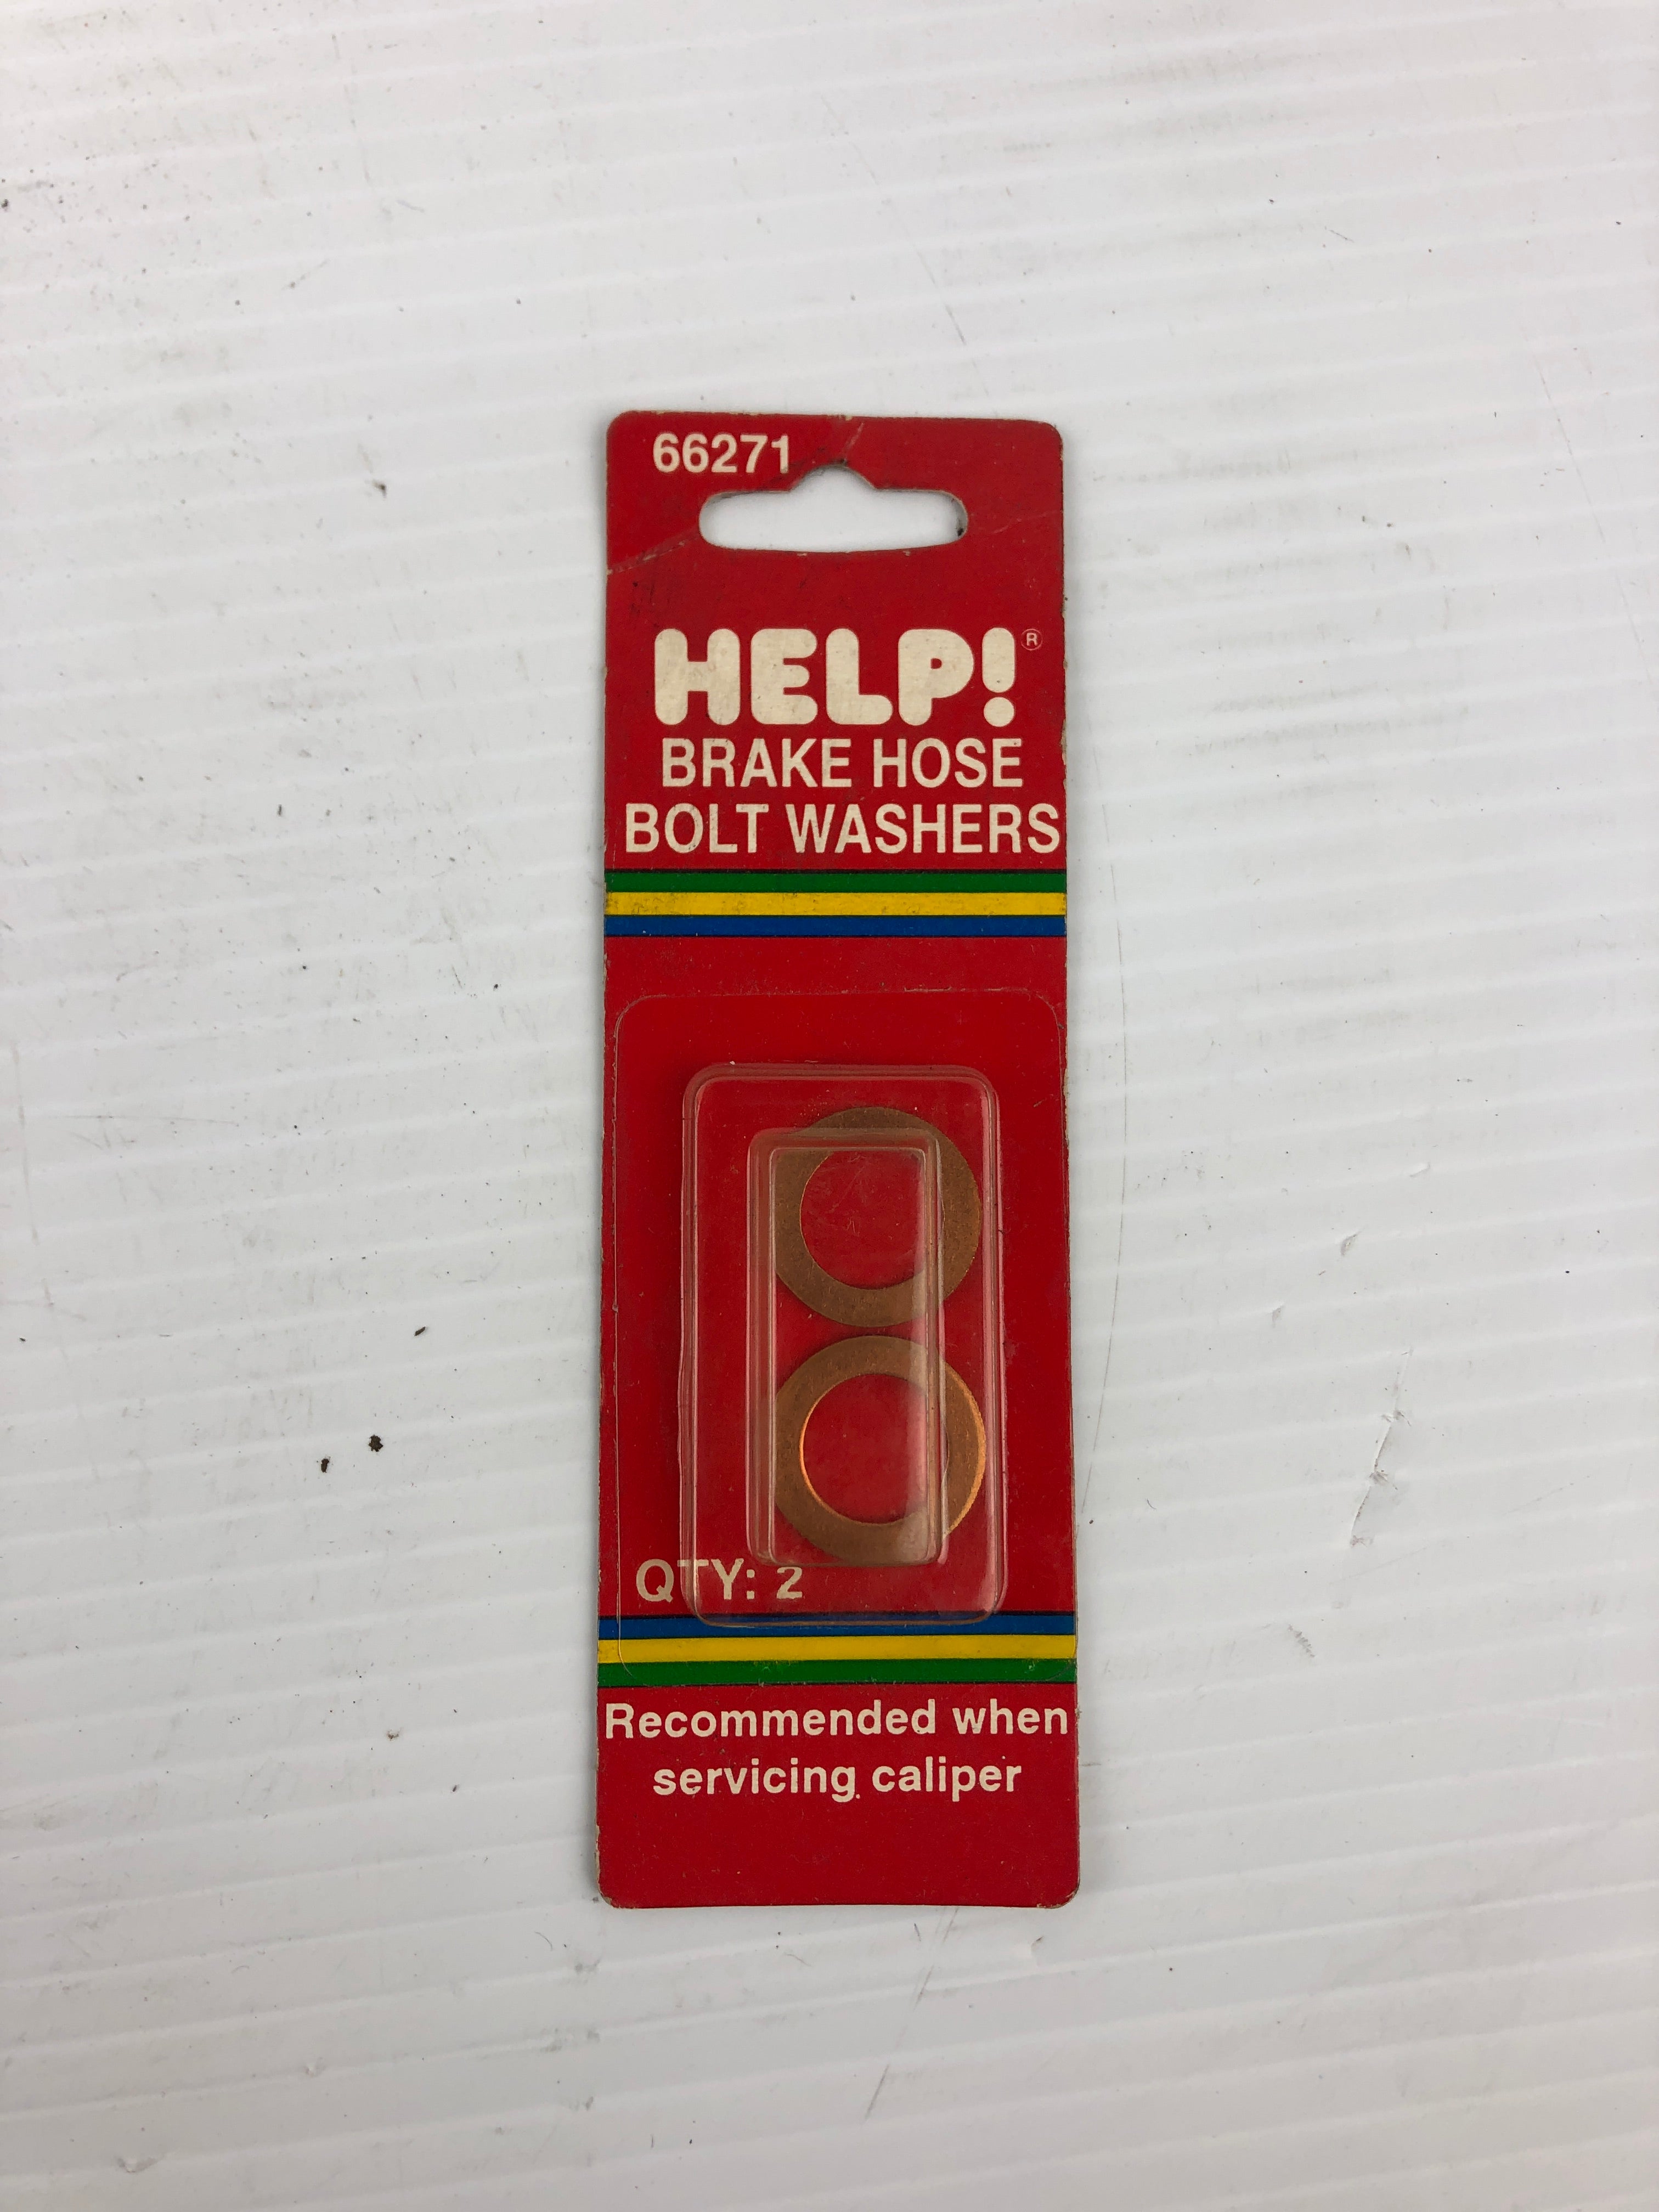 66271
HELP!®
BRAKE HOSE
BOLT WASHERS
QTY: 2
Recommended when
servicing caliper